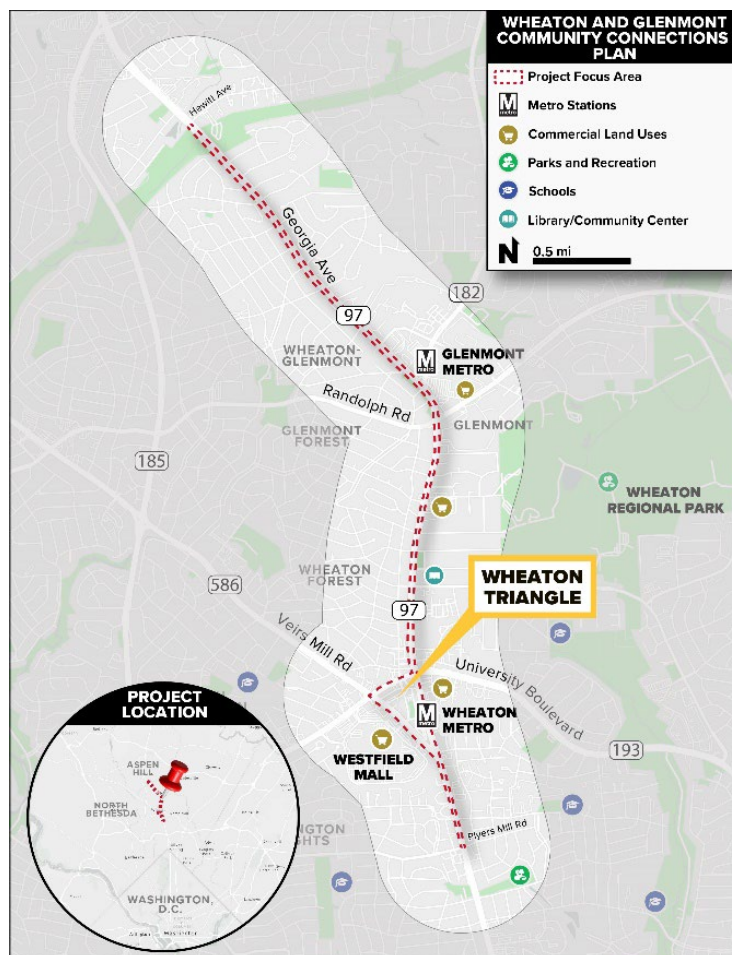 WHEATON AND GLENMONT
COMMUNITY CONNECTIONS
PLAN
Project Focus Area
M
metro
Metro Stations
Commercial Land Uses
Parks and Recreation
Schools
Library/Community Center
N
0.5 mi
Hewitt Ave
Georgia Ave
182
97
WHEATON-
GLENMONT
M
metro
GLENMONT
METRO
Randolph Rd
GLENMONT
FOREST
GLENMONT
185
WHEATON
REGIONAL PARK
WHEATON
FOREST
WHEATON
TRIANGLE
586
97
Veirs Mill Rd
University Boulevard
M
metro
WHEATON
METRO
193
WESTFIELD
MALL
Plyers Mill Rd
PROJECT
LOCATION
ASPEN
HILL
NORTH
BETHESDA
WASHINGTON,
D.C.